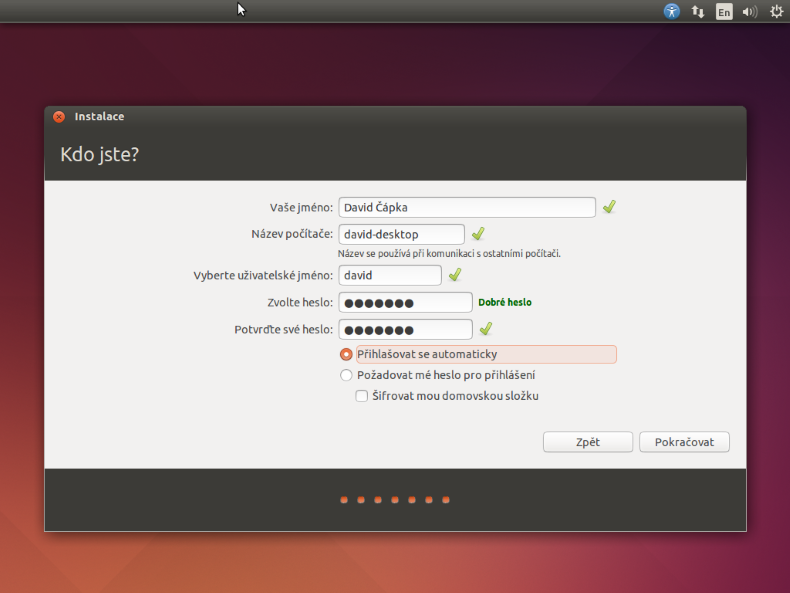 En
Instalace
Kdo jste?
Vaše jméno: David Čápka
Název počítače: david-desktop
Název se používá při komunikaci s ostatními počítači.
Vyberte uživatelské jméno: david
Zvolte heslo: ●●●●●●● Dobré heslo
Potvrďte své heslo: ●●●●●●●
Přihlašovat se automaticky
Požadovat mé heslo pro přihlášení
Šifrovat mou domovskou složku
Zpět Pokračovat